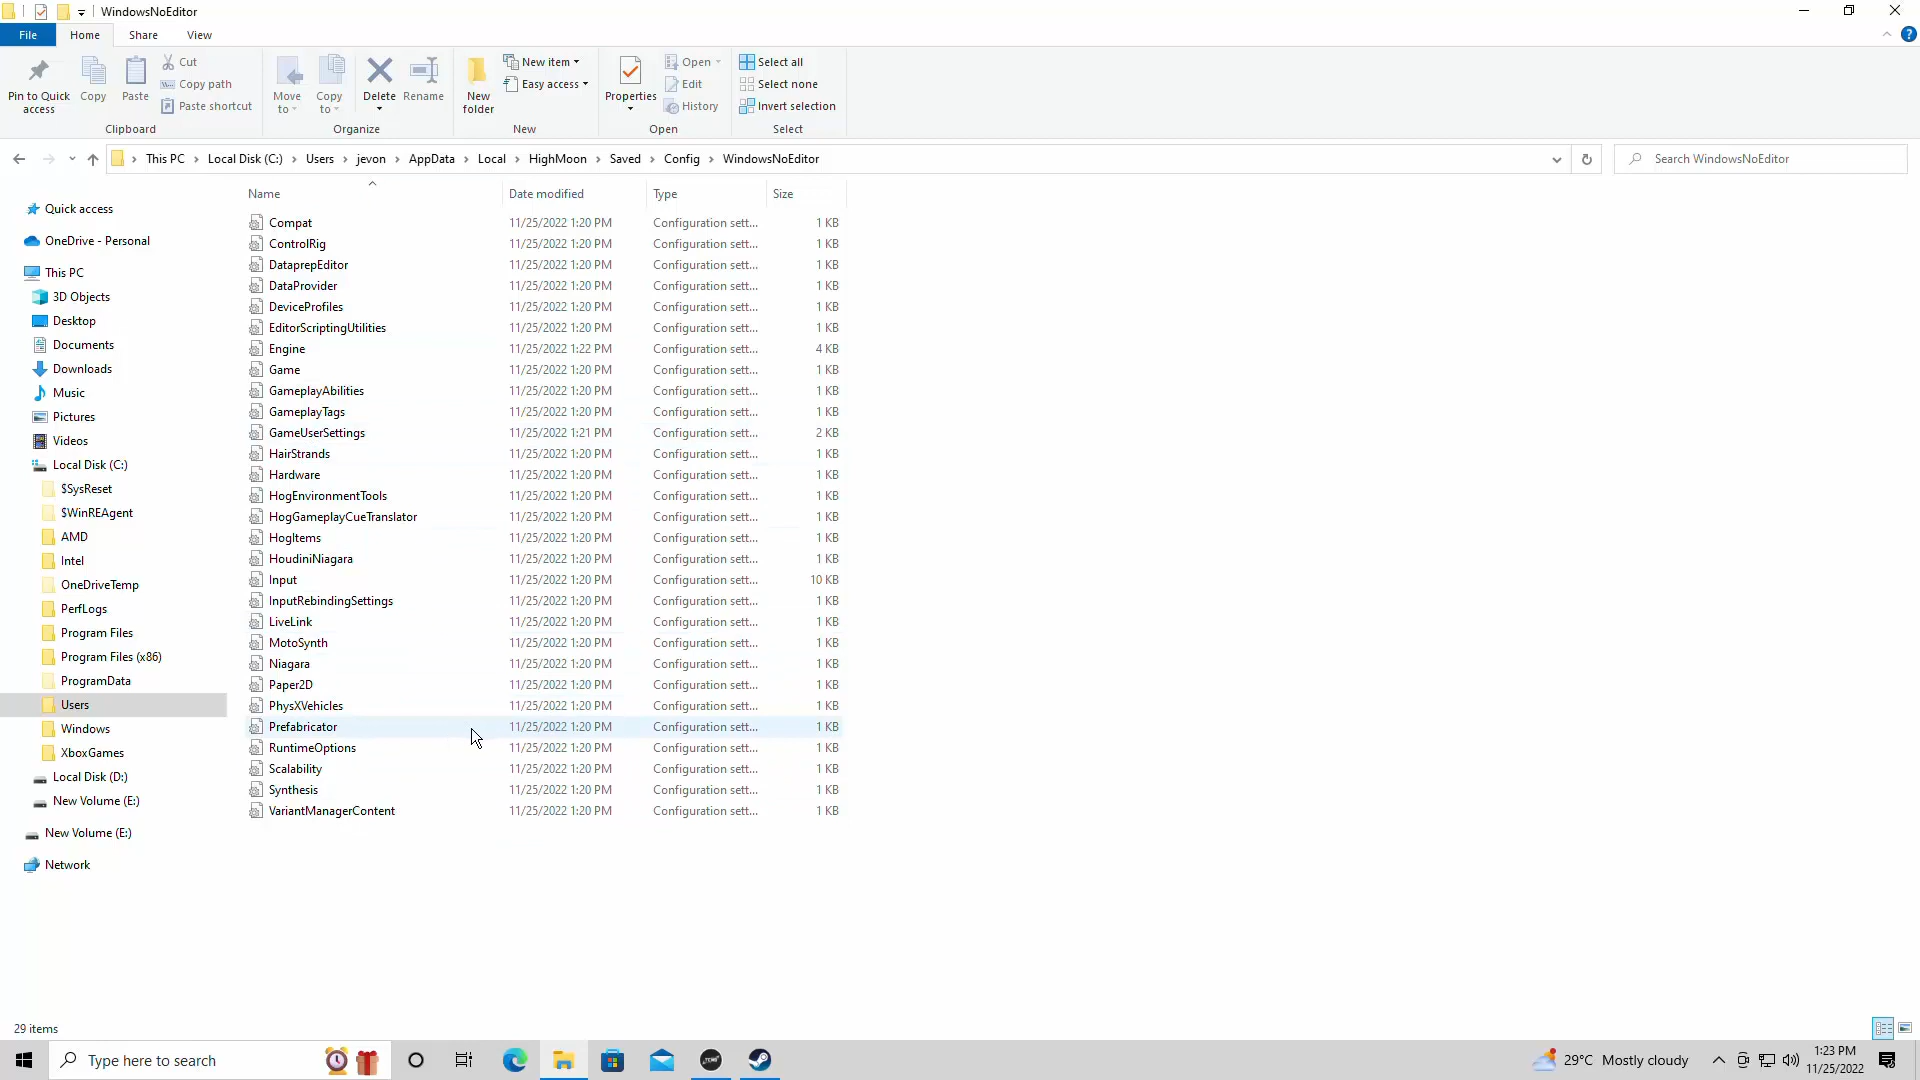 WindowsNoEditor
File Home Share View
Pin to Quick access
Copy
Paste
Cut
Copy path
Paste shortcut
Clipboard
Move to
Copy to
Delete
Rename
Organize
New folder
New item
Easy access
New
Properties
Open
Edit
History
Open
Select all
Select none
Invert selection
Select
This PC Local Disk (C:) Users jevon AppData Local HighMoon Saved Config WindowsNoEditor
Search WindowsNoEditor
Quick access
OneDrive - Personal
This PC
3D Objects
Desktop
Documents
Downloads
Music
Pictures
Videos
Local Disk (C:)
$SysReset
$WinREAgent
AMD
Intel
OneDriveTemp
PerfLogs
Program Files
Program Files (x86)
ProgramData
Users
Windows
XboxGames
Local Disk (D:)
New Volume (E:)
New Volume (E:)
Network
Name Date modified Type Size
Compat 11/25/2022 1:20 PM Configuration sett... 1 KB
ControlRig 11/25/2022 1:20 PM Configuration sett... 1 KB
DataprepEditor 11/25/2022 1:20 PM Configuration sett... 1 KB
DataProvider 11/25/2022 1:20 PM Configuration sett... 1 KB
DeviceProfiles 11/25/2022 1:20 PM Configuration sett... 1 KB
EditorScriptingUtilities 11/25/2022 1:20 PM Configuration sett... 1 KB
Engine 11/25/2022 1:22 PM Configuration sett... 4 KB
Game 11/25/2022 1:20 PM Configuration sett... 1 KB
GameplayAbilities 11/25/2022 1:20 PM Configuration sett... 1 KB
GameplayTags 11/25/2022 1:20 PM Configuration sett... 1 KB
GameUserSettings 11/25/2022 1:21 PM Configuration sett... 2 KB
HairStrands 11/25/2022 1:20 PM Configuration sett... 1 KB
Hardware 11/25/2022 1:20 PM Configuration sett... 1 KB
HogEnvironmentTools 11/25/2022 1:20 PM Configuration sett... 1 KB
HogGameplayCueTranslator 11/25/2022 1:20 PM Configuration sett... 1 KB
HogItems 11/25/2022 1:20 PM Configuration sett... 1 KB
HoudiniNiagara 11/25/2022 1:20 PM Configuration sett... 1 KB
Input 11/25/2022 1:20 PM Configuration sett... 10 KB
InputRebindingSettings 11/25/2022 1:20 PM Configuration sett... 1 KB
LiveLink 11/25/2022 1:20 PM Configuration sett... 1 KB
MotoSynth 11/25/2022 1:20 PM Configuration sett... 1 KB
Niagara 11/25/2022 1:20 PM Configuration sett... 1 KB
Paper2D 11/25/2022 1:20 PM Configuration sett... 1 KB
PhysXVehicles 11/25/2022 1:20 PM Configuration sett... 1 KB
Prefabricator 11/25/2022 1:20 PM Configuration sett... 1 KB
RuntimeOptions 11/25/2022 1:20 PM Configuration sett... 1 KB
Scalability 11/25/2022 1:20 PM Configuration sett... 1 KB
Synthesis 11/25/2022 1:20 PM Configuration sett... 1 KB
VariantManagerContent 11/25/2022 1:20 PM Configuration sett... 1 KB
29 items
Type here to search
29°C Mostly cloudy
1:23 PM
11/25/2022